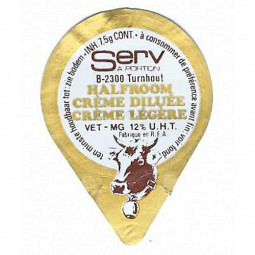 ten minste houdbaar tot: zie bodem - INH. 7.5g CONT. - à consommer de préférence avant fin: voir fond.
Serv
A PORTION
B-2300 Turnhout
HALFROOM
CRÈME DILUÉE
CRÈME LÉGÈRE
VET - MG 12% U.H.T.
Fabriqué en R.F.A.